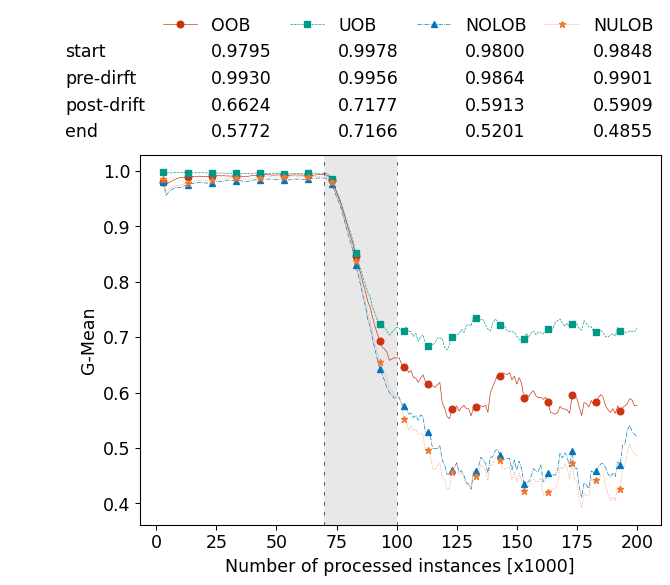 OOB UOB NOLOB NULOB
start 0.9795 0.9978 0.9800 0.9848
pre-dirft 0.9930 0.9956 0.9864 0.9901
post-drift 0.6624 0.7177 0.5913 0.5909
end 0.5772 0.7166 0.5201 0.4855
1.0
0.9
0.8
0.7
0.6
0.5
0.4
G-Mean
0 25 50 75 100 125 150 175 200
Number of processed instances [x1000]